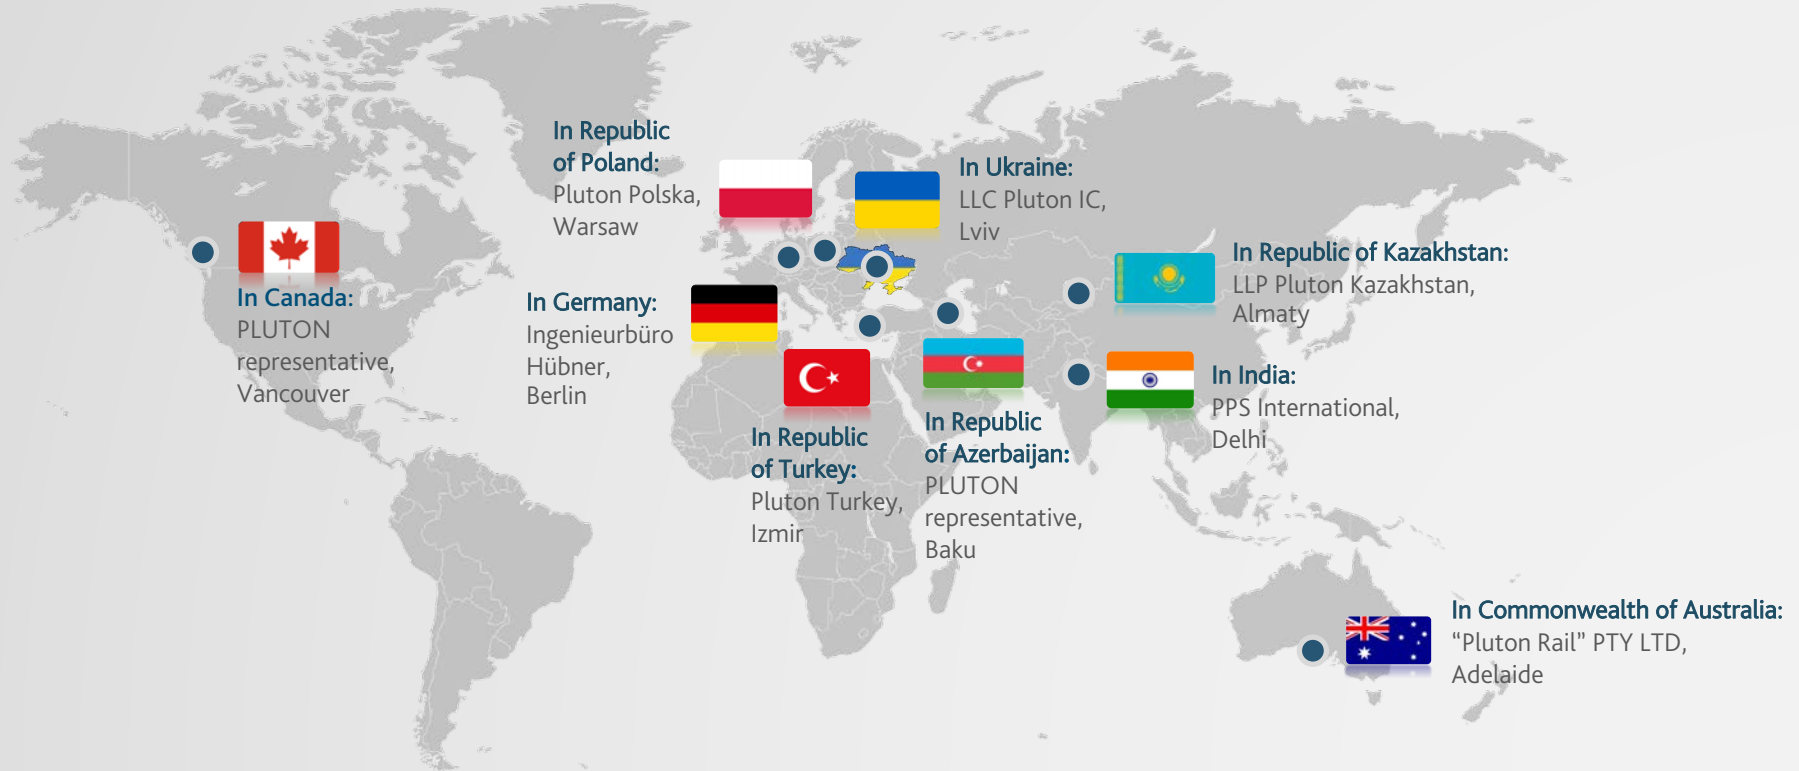 In Republic
of Poland:
Pluton Polska,
Warsaw
In Ukraine:
LLC Pluton IC,
Lviv
In Canada:
PLUTON
representative,
Vancouver
In Germany:
Ingenieurbüro
Hübner,
Berlin
In Republic of Kazakhstan:
LLP Pluton Kazakhstan,
Almaty
In India:
PPS International,
Delhi
In Republic
of Turkey:
Pluton Turkey,
Izmir
In Republic
of Azerbaijan:
PLUTON
representative,
Baku
In Commonwealth of Australia:
“Pluton Rail” PTY LTD,
Adelaide